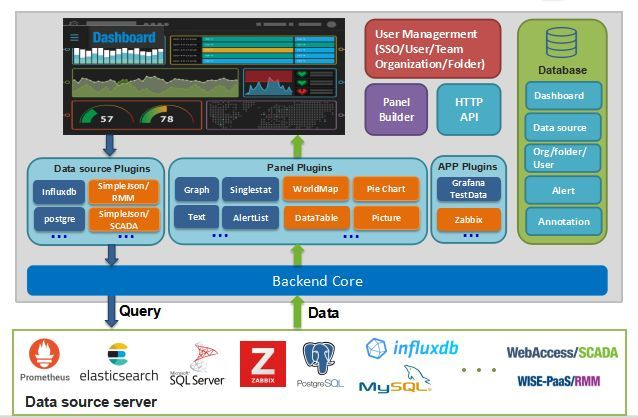 Dashboard
57
78
User Managerment
(SSO/User/Team
Organization/Folder)
Panel
Builder
HTTP
API
Database
Dashboard
Data source
Org/folder/
User
Alert
Annotation
Data source Plugins
Influxdb
SimpleJson/
RMM
postgre
SimpleJson/
SCADA
...
Panel Plugins
Graph
Singlestat
WorldMap
Pie Chart
Text
AlertList
DataTable
Picture
...
...
APP Plugins
Grafana
TestData
Zabbix
...
Backend Core
Query
Data
Prometheus
elasticsearch
Microsoft
SQL Server
Z
ZABBIX
PostgreSQL
influxdb
MySQL
...
WebAccess/SCADA
WISE-PaaS/RMM
Data source server